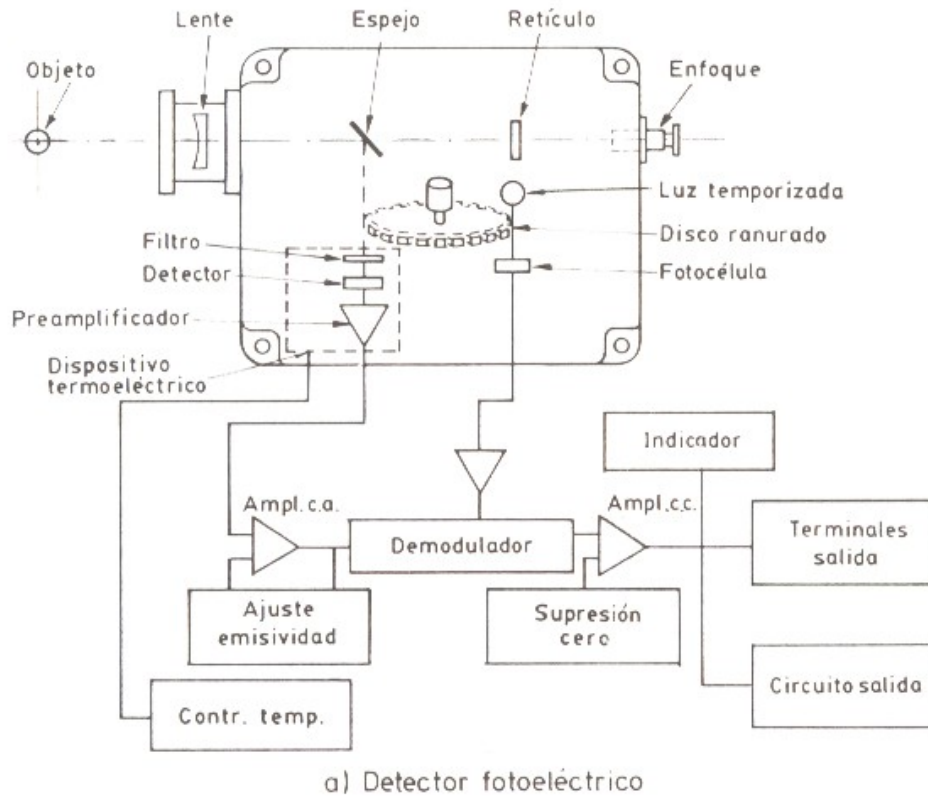 Lente
Espejo
Retículo
Objeto
Enfoque
Luz temporizada
Disco ranurado
Filtro
Detector
Fotocélula
Preamplificador
Dispositivo
termoeléctrico
Indicador
Ampl.c.a.
Ampl.c.c.
Demodulador
Terminales
salida
Ajuste
emisividad
Supresión
cero
Circuito salida
Contr. temp.
a) Detector fotoeléctrico